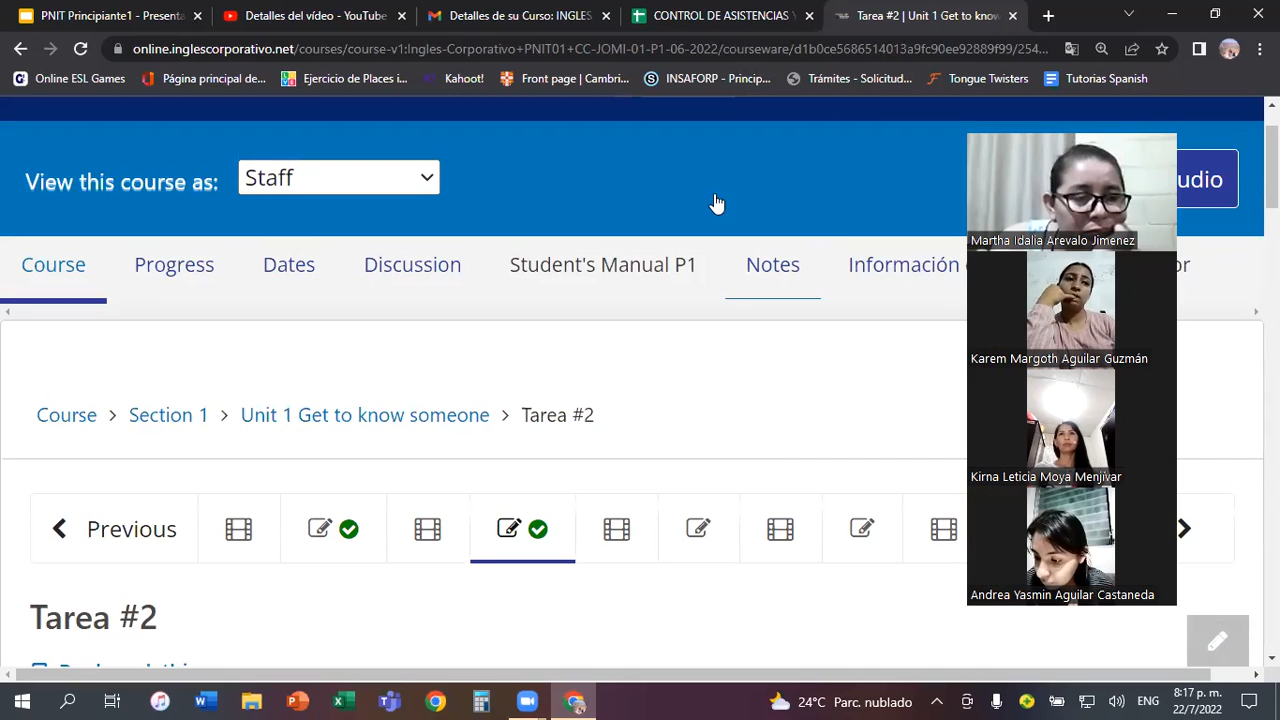 PNIT Principiante1 - Presenta
Detalles del vídeo - YouTube
Detalles de su Curso: INGLES
CONTROL DE ASISTENCIAS Y
Tarea #2 | Unit 1 Get to know
online.inglescorporativo.net/courses/course-v1:Ingles-Corporativo+PNIT01+CC-JOMI-01-P1-06-2022/courseware/d1b0ce5686514013a9fc90ee92889f99/254...
Online ESL Games
Página principal de...
Ejercicio de Places i...
Kahoot!
Front page | Cambri...
INSAFORP - Princip...
Trámites - Solicitud...
Tongue Twisters
Tutorias Spanish
View this course as:
Staff
udio
Martha Idalia Arevalo Jimenez
Course
Progress
Dates
Discussion
Student's Manual P1
Notes
Información
or
Karem Margoth Aguilar Guzmán
Course > Section 1 > Unit 1 Get to know someone > Tarea #2
Kirna Leticia Moya Menjivar
Previous
Andrea Yasmin Aguilar Castaneda
Tarea #2
24°C Parc. nublado
ENG
8:17 p. m.
22/7/2022